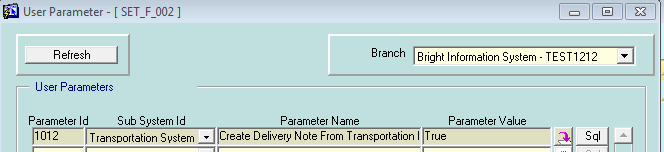 User Parameter - [ SET_F_002 ]
Refresh
Branch Bright Information System - TEST1212
User Parameters
Parameter Id Sub System Id Parameter Name Parameter Value
1012 Transportation System Create Delivery Note From Transportation True Sql